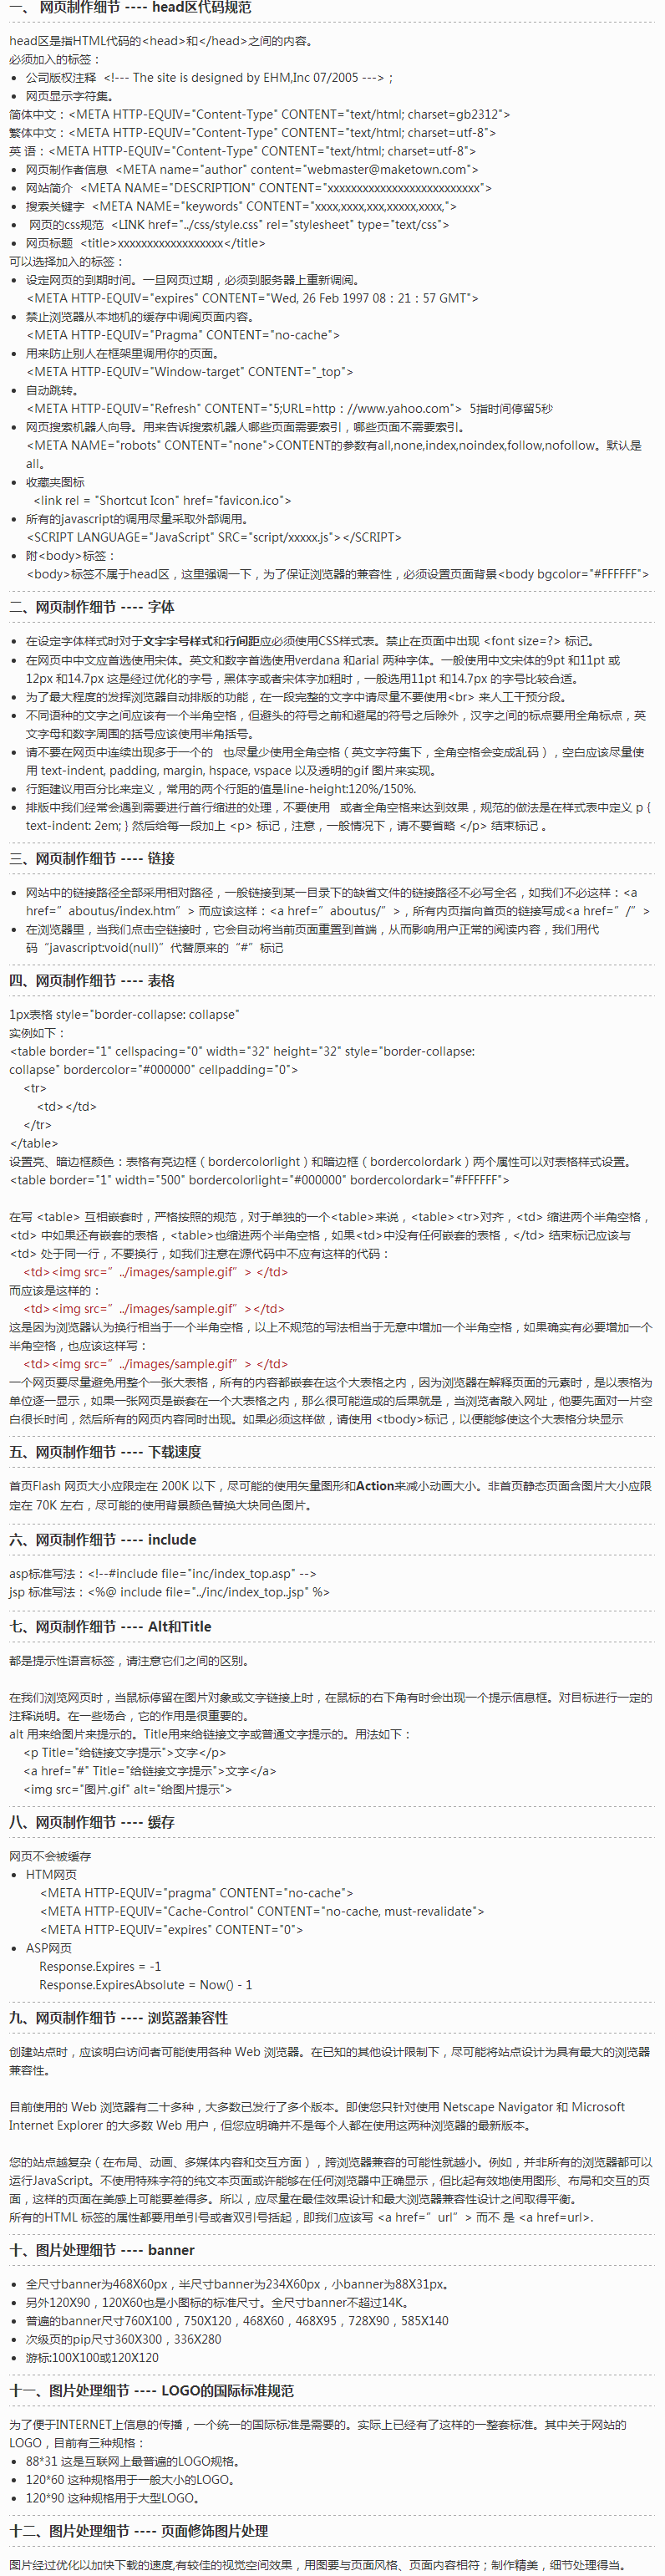 一、 网页制作细节 ---- head区代码规范
head区是指HTML代码的<head>和</head>之间的内容。
必须加入的标签：
• 公司版权注释 <!--- The site is designed by EHM,Inc 07/2005 --->；
• 网页显示字符集。
简体中文：<META HTTP-EQUIV="Content-Type" CONTENT="text/html; charset=gb2312">
繁体中文：<META HTTP-EQUIV="Content-Type" CONTENT="text/html; charset=utf-8">
英 语：<META HTTP-EQUIV="Content-Type" CONTENT="text/html; charset=utf-8">
• 网页制作者信息 <META name="author" content="webmaster@maketown.com">
• 网站简介 <META NAME="DESCRIPTION" CONTENT="xxxxxxxxxxxxxxxxxxxxxxxxxx">
• 搜索关键字 <META NAME="keywords" CONTENT="xxxx,xxxx,xxx,xxxxx,xxxx,">
• 网页的css规范 <LINK href="../css/style.css" rel="stylesheet" type="text/css">
• 网页标题 <title>xxxxxxxxxxxxxxxxxx</title>
可以选择加入的标签：
• 设定网页的到期时间。一旦网页过期，必须到服务器上重新调阅。
<META HTTP-EQUIV="expires" CONTENT="Wed, 26 Feb 1997 08：21：57 GMT">
• 禁止浏览器从本地机的缓存中调阅页面内容。
<META HTTP-EQUIV="Pragma" CONTENT="no-cache">
• 用来防止别人在框架里调用你的页面。
<META HTTP-EQUIV="Window-target" CONTENT="_top">
• 自动跳转。
<META HTTP-EQUIV="Refresh" CONTENT="5;URL=http：//www.yahoo.com"> 5指时间停留5秒
• 网页搜索机器人向导。用来告诉搜索机器人哪些页面需要索引，哪些页面不需要索引。
<META NAME="robots" CONTENT="none">CONTENT的参数有all,none,index,noindex,follow,nofollow。默认是
all。
• 收藏夹图标
<link rel = "Shortcut Icon" href="favicon.ico">
• 所有的javascript的调用尽量采取外部调用。
<SCRIPT LANGUAGE="JavaScript" SRC="script/xxxxx.js"></SCRIPT>
• 附<body>标签：
<body>标签不属于head区，这里强调一下，为了保证浏览器的兼容性，必须设置页面背景<body bgcolor="#FFFFFF">
二、网页制作细节 ---- 字体
• 在设定字体样式时对于文字字号样式和行间距应必须使用CSS样式表。禁止在页面中出现 <font size=?> 标记。
• 在网页中中文应首选使用宋体。英文和数字首选使用verdana 和arial 两种字体。一般使用中文宋体的9pt 和11pt 或
12px 和14.7px 这是经过优化的字号，黑体字或者宋体字加粗时，一般选用11pt 和14.7px 的字号比较合适。
• 为了最大程度的发挥浏览器自动排版的功能，在一段完整的文字中请尽量不要使用<br> 来人工干预分段。
• 不同语种的文字之间应该有一个半角空格，但避头的符号之前和避尾的符号之后除外，汉字之间的标点要用全角标点，英
文字母和数字周围的括号应该使用半角括号。
• 请不要在网页中连续出现多于一个的   也尽量少使用全角空格（英文字符集下，全角空格会变成乱码），空白应该尽量使
用 text-indent, padding, margin, hspace, vspace 以及透明的gif 图片来实现。
• 行距建议用百分比来定义，常用的两个行距的值是line-height:120%/150%.
• 排版中我们经常会遇到需要进行首行缩进的处理，不要使用   或者全角空格来达到效果，规范的做法是在样式表中定义 p {
text-indent: 2em; } 然后给每一段加上 <p> 标记，注意，一般情况下，请不要省略 </p> 结束标记 。
三、网页制作细节 ---- 链接
• 网站中的链接路径全部采用相对路径，一般链接到某一目录下的缺省文件的链接路径不必写全名，如我们不必这样：<a
href=”aboutus/index.htm”> 而应该这样：<a href=”aboutus/”>，所有内页指向首页的链接写成<a href=”/”>
• 在浏览器里，当我们点击空链接时，它会自动将当前页面重置到首端，从而影响用户正常的阅读内容，我们用代
码“javascript:void(null)”代替原来的“#”标记
四、网页制作细节 ---- 表格
1px表格 style="border-collapse: collapse"
实例如下：
<table border="1" cellspacing="0" width="32" height="32" style="border-collapse:
collapse" bordercolor="#000000" cellpadding="0">
<tr>
<td></td>
</tr>
</table>
设置亮、暗边框颜色：表格有亮边框（bordercolorlight）和暗边框（bordercolordark）两个属性可以对表格样式设置。
<table border="1" width="500" bordercolorlight="#000000" bordercolordark="#FFFFFF">
在写 <table> 互相嵌套时，严格按照的规范，对于单独的一个<table>来说，<table><tr>对齐，<td> 缩进两个半角空格，
<td> 中如果还有嵌套的表格，<table>也缩进两个半角空格，如果<td>中没有任何嵌套的表格，</td> 结束标记应该与
<td> 处于同一行，不要换行，如我们注意在源代码中不应有这样的代码：
<td><img src=”../images/sample.gif”> </td>
而应该是这样的：
<td><img src=”../images/sample.gif”></td>
这是因为浏览器认为换行相当于一个半角空格，以上不规范的写法相当于无意中增加一个半角空格，如果确实有必要增加一个
半角空格，也应该这样写：
<td><img src=”../images/sample.gif”> </td>
一个网页要尽量避免用整个一张大表格，所有的内容都嵌套在这个大表格之内，因为浏览器在解释页面的元素时，是以表格为
单位逐一显示，如果一张网页是嵌套在一个大表格之内，那么很可能造成的后果就是，当浏览者敲入网址，他要先面对一片空
白很长时间，然后所有的网页内容同时出现。如果必须这样做，请使用 <tbody>标记，以便能够使这个大表格分块显示
五、网页制作细节 ---- 下载速度
首页Flash 网页大小应限定在 200K 以下，尽可能的使用矢量图形和Action来减小动画大小。非首页静态页面含图片大小应限
定在 70K 左右，尽可能的使用背景颜色替换大块同色图片。
六、网页制作细节 ---- include
asp标准写法：<!--#include file="inc/index_top.asp" -->
jsp 标准写法：<%@ include file="../inc/index_top..jsp" %>
七、网页制作细节 ---- Alt和Title
都是提示性语言标签，请注意它们之间的区别。
在我们浏览网页时，当鼠标停留在图片对象或文字链接上时，在鼠标的右下角有时会出现一个提示信息框。对目标进行一定的
注释说明。在一些场合，它的作用是很重要的。
alt 用来给图片来提示的。Title用来给链接文字或普通文字提示的。用法如下：
<p Title="给链接文字提示">文字</p>
<a href="#" Title="给链接文字提示">文字</a>
<img src="图片.gif" alt="给图片提示">
八、网页制作细节 ---- 缓存
网页不会被缓存
• HTM网页
<META HTTP-EQUIV="pragma" CONTENT="no-cache">
<META HTTP-EQUIV="Cache-Control" CONTENT="no-cache, must-revalidate">
<META HTTP-EQUIV="expires" CONTENT="0">
• ASP网页
Response.Expires = -1
Response.ExpiresAbsolute = Now() - 1
九、网页制作细节 ---- 浏览器兼容性
创建站点时，应该明白访问者可能使用各种 Web 浏览器。在已知的其他设计限制下，尽可能将站点设计为具有最大的浏览器
兼容性。
目前使用的 Web 浏览器有二十多种，大多数已发行了多个版本。即使您只针对使用 Netscape Navigator 和 Microsoft
Internet Explorer 的大多数 Web 用户，但您应明确并不是每个人都在使用这两种浏览器的最新版本。
您的站点越复杂（在布局、动画、多媒体内容和交互方面），跨浏览器兼容的可能性就越小。例如，并非所有的浏览器都可以
运行JavaScript。不使用特殊字符的纯文本页面或许能够在任何浏览器中正确显示，但比起有效地使用图形、布局和交互的页
面，这样的页面在美感上可能要差得多。所以，应尽量在最佳效果设计和最大浏览器兼容性设计之间取得平衡。
所有的HTML 标签的属性都要用单引号或者双引号括起，即我们应该写 <a href=”url”> 而不 是 <a href=url>.
十、图片处理细节 ---- banner
• 全尺寸banner为468X60px，半尺寸banner为234X60px，小banner为88X31px。
• 另外120X90，120X60也是小图标的标准尺寸。全尺寸banner不超过14K。
• 普遍的banner尺寸760X100，750X120，468X60，468X95，728X90，585X140
• 次级页的pip尺寸360X300，336X280
• 游标:100X100或120X120
十一、图片处理细节 ---- LOGO的国际标准规范
为了便于INTERNET上信息的传播，一个统一的国际标准是需要的。实际上已经有了这样的一整套标准。其中关于网站的
LOGO，目前有三种规格：
• 88*31 这是互联网上最普遍的LOGO规格。
• 120*60 这种规格用于一般大小的LOGO。
• 120*90 这种规格用于大型LOGO。
十二、图片处理细节 ---- 页面修饰图片处理
图片经过优化以加快下载的速度,有较佳的视觉空间效果，用图要与页面风格、页面内容相符；制作精美，细节处理得当。